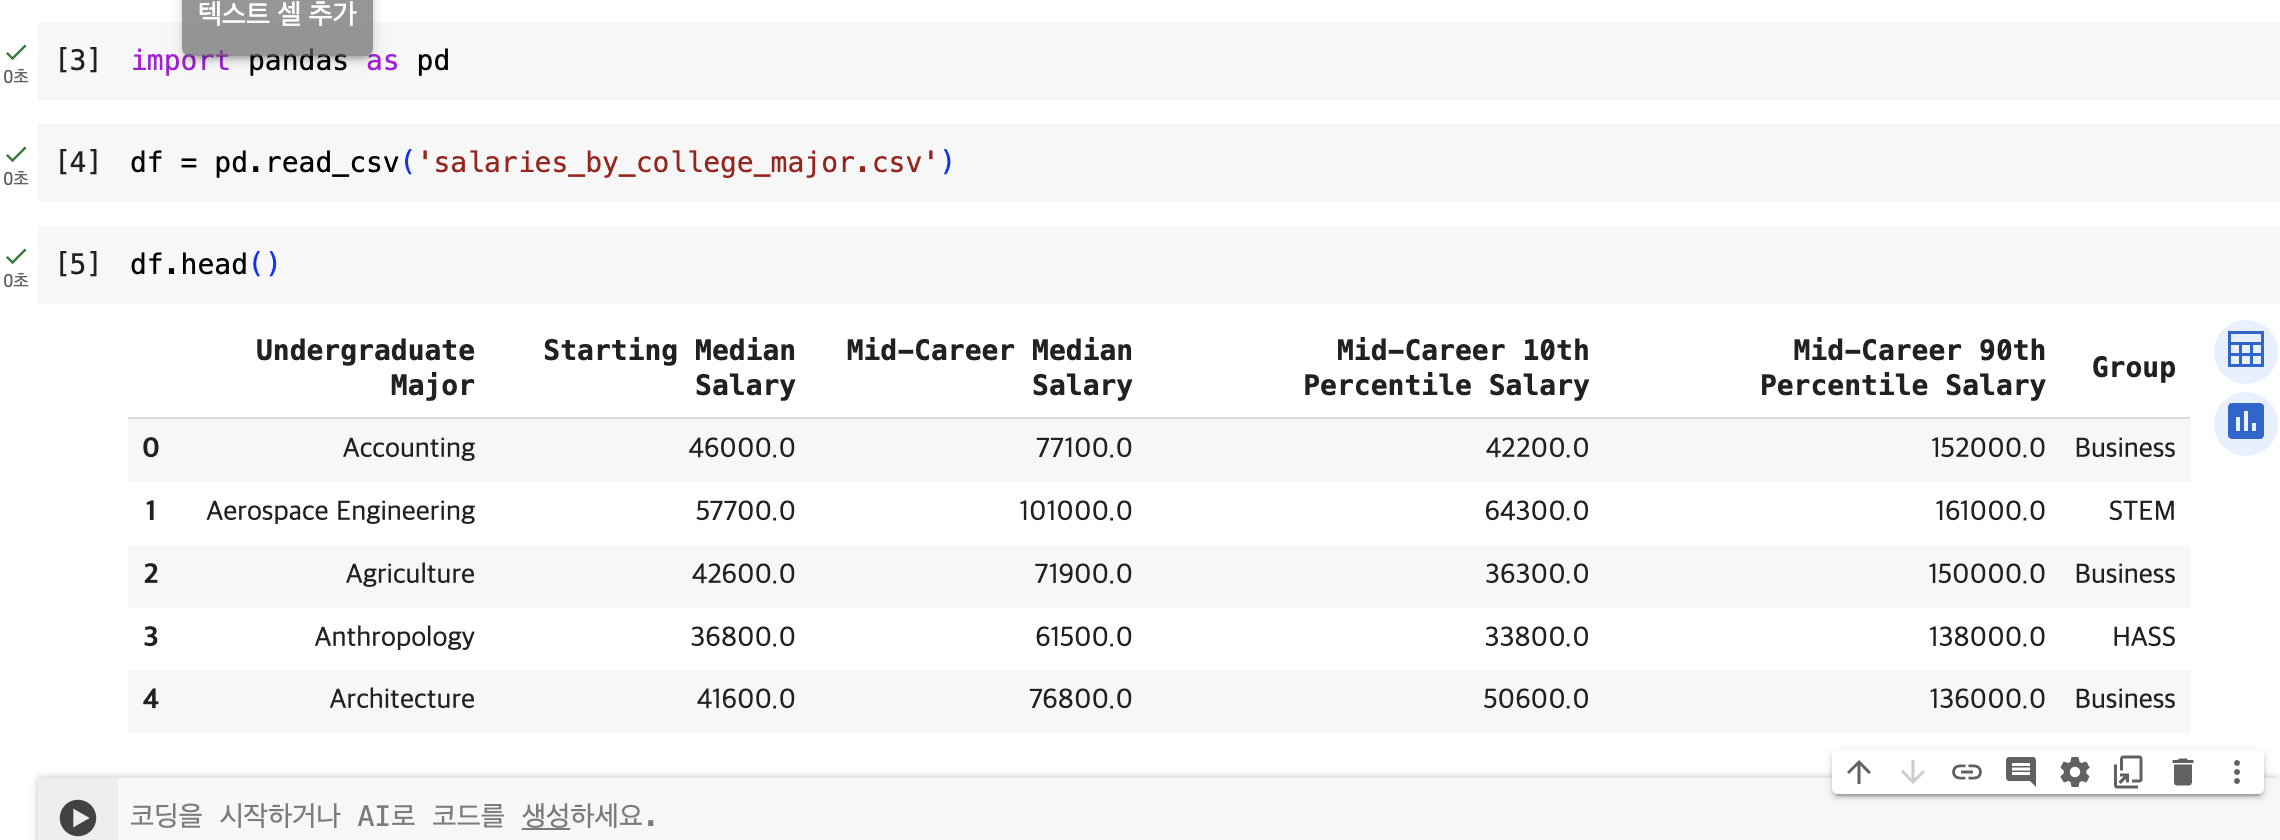 텍스트 셀 추가
[3] import pandas as pd
0초
[4] df = pd.read_csv('salaries_by_college_major.csv')
0초
[5] df.head()
0초
Undergraduate Major Starting Median Salary Mid-Career Median Salary Mid-Career 10th Percentile Salary Mid-Career 90th Percentile Salary Group
0 Accounting 46000.0 77100.0 42200.0 152000.0 Business
1 Aerospace Engineering 57700.0 101000.0 64300.0 161000.0 STEM
2 Agriculture 42600.0 71900.0 36300.0 150000.0 Business
3 Anthropology 36800.0 61500.0 33800.0 138000.0 HASS
4 Architecture 41600.0 76800.0 50600.0 136000.0 Business
코딩을 시작하거나 AI로 코드를 생성하세요.